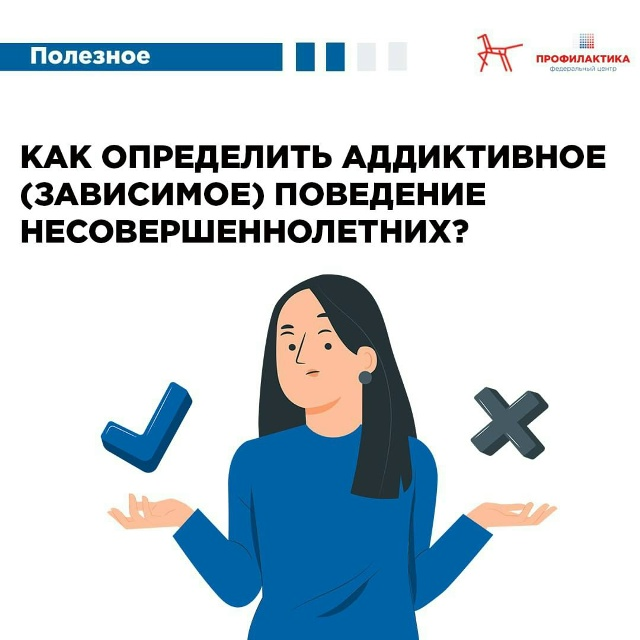 Полезное
ПРОФИЛАКТИКА
федеральный центр
КАК ОПРЕДЕЛИТЬ АДДИКТИВНОЕ
(ЗАВИСИМОЕ) ПОВЕДЕНИЕ
НЕСОВЕРШЕННОЛЕТНИХ?